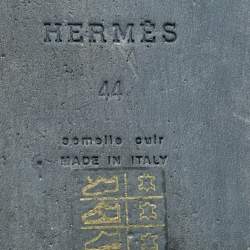 HERMÈS
44
semelle cuir
MADE IN ITALY